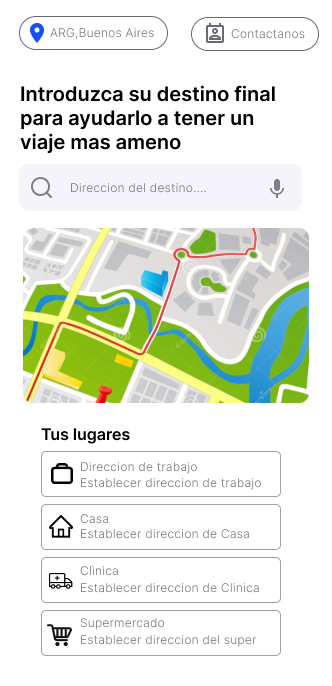 ARG,Buenos Aires
Contactanos
Introduzca su destino final
para ayudarlo a tener un
viaje mas ameno
Direccion del destino....
Tus lugares
Direccion de trabajo
Establecer direccion de trabajo
Casa
Establecer direccion de Casa
Clìnica
Establecer direccion de Clinica
Supermercado
Establecer direccion del super